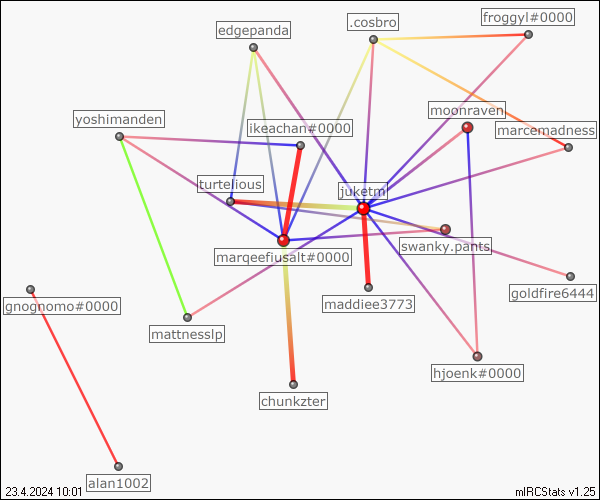 froggyl#0000
.cosbro
edgepanda
moonraven
yoshimanden
ikeachan#0000
marcemadness
turtelious
juketm
swanky.pants
marqeefiusalt#0000
goldfire6444
gnognomo#0000
maddiee3773
mattnesslp
hjoenk#0000
chunkzter
alan1002
23.4.2024 10:01
mIRCStats v1.25